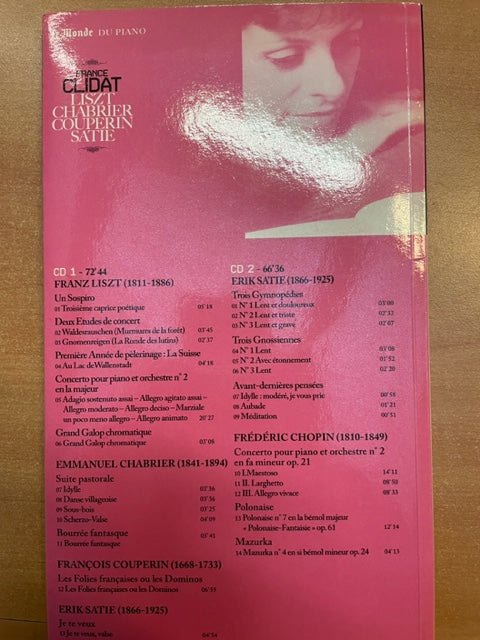 Le Monde DU PIANO
FRANCE
CLIDAT
LISZT
CHABRIER
COUPERIN
SATIE
CD 1 - 72'44
FRANZ LISZT (1811-1886)
Un Sospiro
01 Troisième caprice poétique 05'18
Deux Etudes de concert
02 Waldesrauschen (Murmures de la forêt) 03'45
03 Gnomenreigen (La Ronde des lutins) 02'37
Première Année de pèlerinage : La Suisse
04 Au Lac de Wallenstadt 04'18
Concerto pour piano et orchestre n° 2
en la majeur
05 Adagio sostenuto assai – Allegro agitato assai –
Allegro moderato – Allegro deciso – Marziale
un poco meno allegro – Allegro animato 20'27
Grand Galop chromatique
06 Grand Galop chromatique 03'08
EMMANUEL CHABRIER (1841-1894)
Suite pastorale
07 Idylle 02'36
08 Danse villageoise 03'36
09 Sous-bois 03'25
10 Scherzo-Valse 04'09
Bourrée fantasque 05'41
11 Bourrée fantasque
FRANÇOIS COUPERIN (1668-1733)
Les Folies françaises ou les Dominos
12 Les Folies françaises ou les Dominos 06'55
ERIK SATIE (1866-1925)
Je te veux
13 Je te veux, valse 04'54
CD 2 - 66'36
ERIK SATIE (1866-1925)
Trois Gymnopédies
01 N° 1 Lent et douloureux 03'00
02 N° 2 Lent et triste 02'32
03 N° 3 Lent et grave 02'07
Trois Gnossiennes
04 N° 1 Lent 03'08
05 N° 2 Avec étonnement 01'52
06 N° 3 Lent 02'20
Avant-dernières pensées
07 Idylle : modéré, je vous prie 00'55
08 Aubade 01'21
09 Méditation 00'51
FRÉDÉRIC CHOPIN (1810-1849)
Concerto pour piano et orchestre n° 2
en fa mineur op. 21
10 I.Maestoso 14'11
11 II. Larghetto 08'50
12 III. Allegro vivace 08'33
Polonaise
13 Polonaise n° 7 en la bémol majeur
« Polonaise-Fantaisie » op. 61 12'14
Mazurka
14 Mazurka n° 4 en si bémol mineur op. 24 04'13